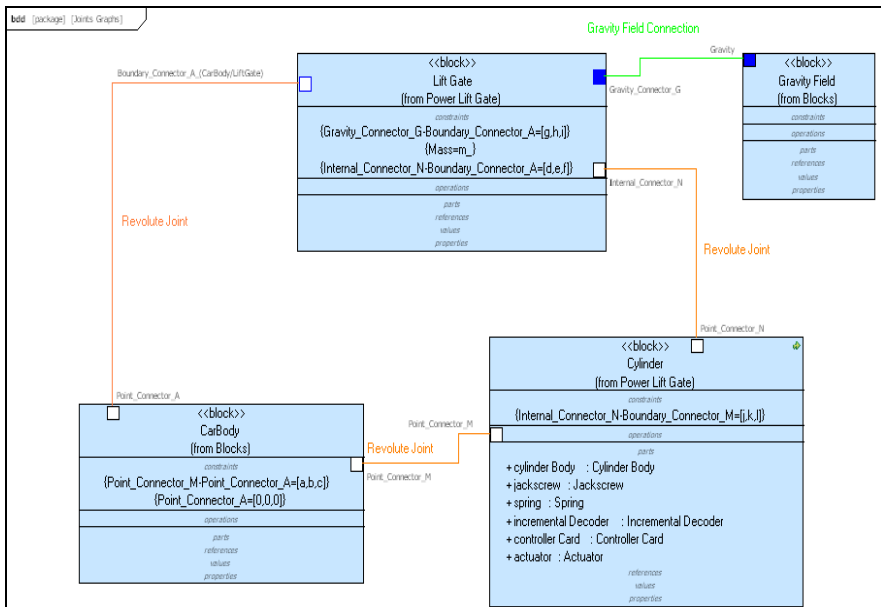 bdd [package] [Joints Graphs]
Gravity Field Connection
Boundary_Connector_A_(CarBody/LiftGate)
<<block>>
Lift Gate
(from Power Lift Gate)
constraints
{Gravity_Connector_G-Boundary_Connector_A=[g,h,i]}
{Mass=m_}
{Internal_Connector_N-Boundary_Connector_A=[d,e,f]}
operations
parts
references
values
properties
Gravity
Gravity_Connector_G
Internal_Connector_N
<<block>>
Gravity Field
(from Blocks)
constraints
operations
parts
references
values
properties
Revolute Joint
Revolute Joint
Point_Connector_N
<<block>>
Cylinder
(from Power Lift Gate)
constraints
{Internal_Connector_N-Boundary_Connector_M=[j,k,l]}
operations
parts
+ cylinder Body : Cylinder Body
+ jackscrew : Jackscrew
+ spring : Spring
+ incremental Decoder : Incremental Decoder
+ controller Card : Controller Card
+ actuator : Actuator
references
values
properties
Point_Connector_A
<<block>>
CarBody
(from Blocks)
constraints
{Point_Connector_M-Point_Connector_A=[a,b,c]}
{Point_Connector_A=[0,0,0]}
operations
parts
references
values
properties
Point_Connector_M
Revolute Joint
Point_Connector_M